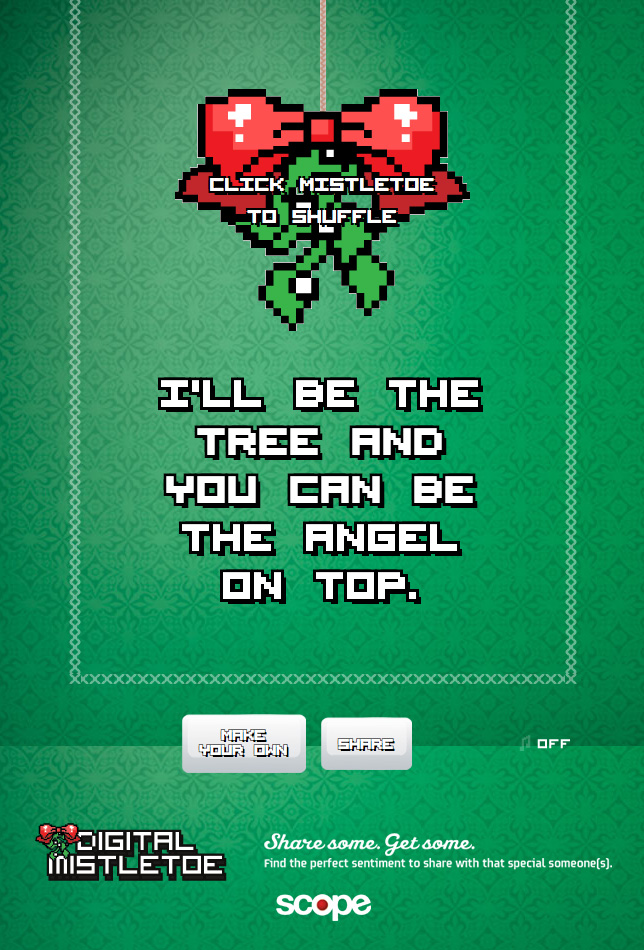 CLICK MISTLETOE
TO SHUFFLE
I'LL BE THE
TREE AND
YOU CAN BE
THE ANGEL
ON TOP.
MAKE
YOUR OWN
SHARE
OFF
DIGITAL
MISTLETOE
Share some. Get some.
Find the perfect sentiment to share with that special someone(s).
scope